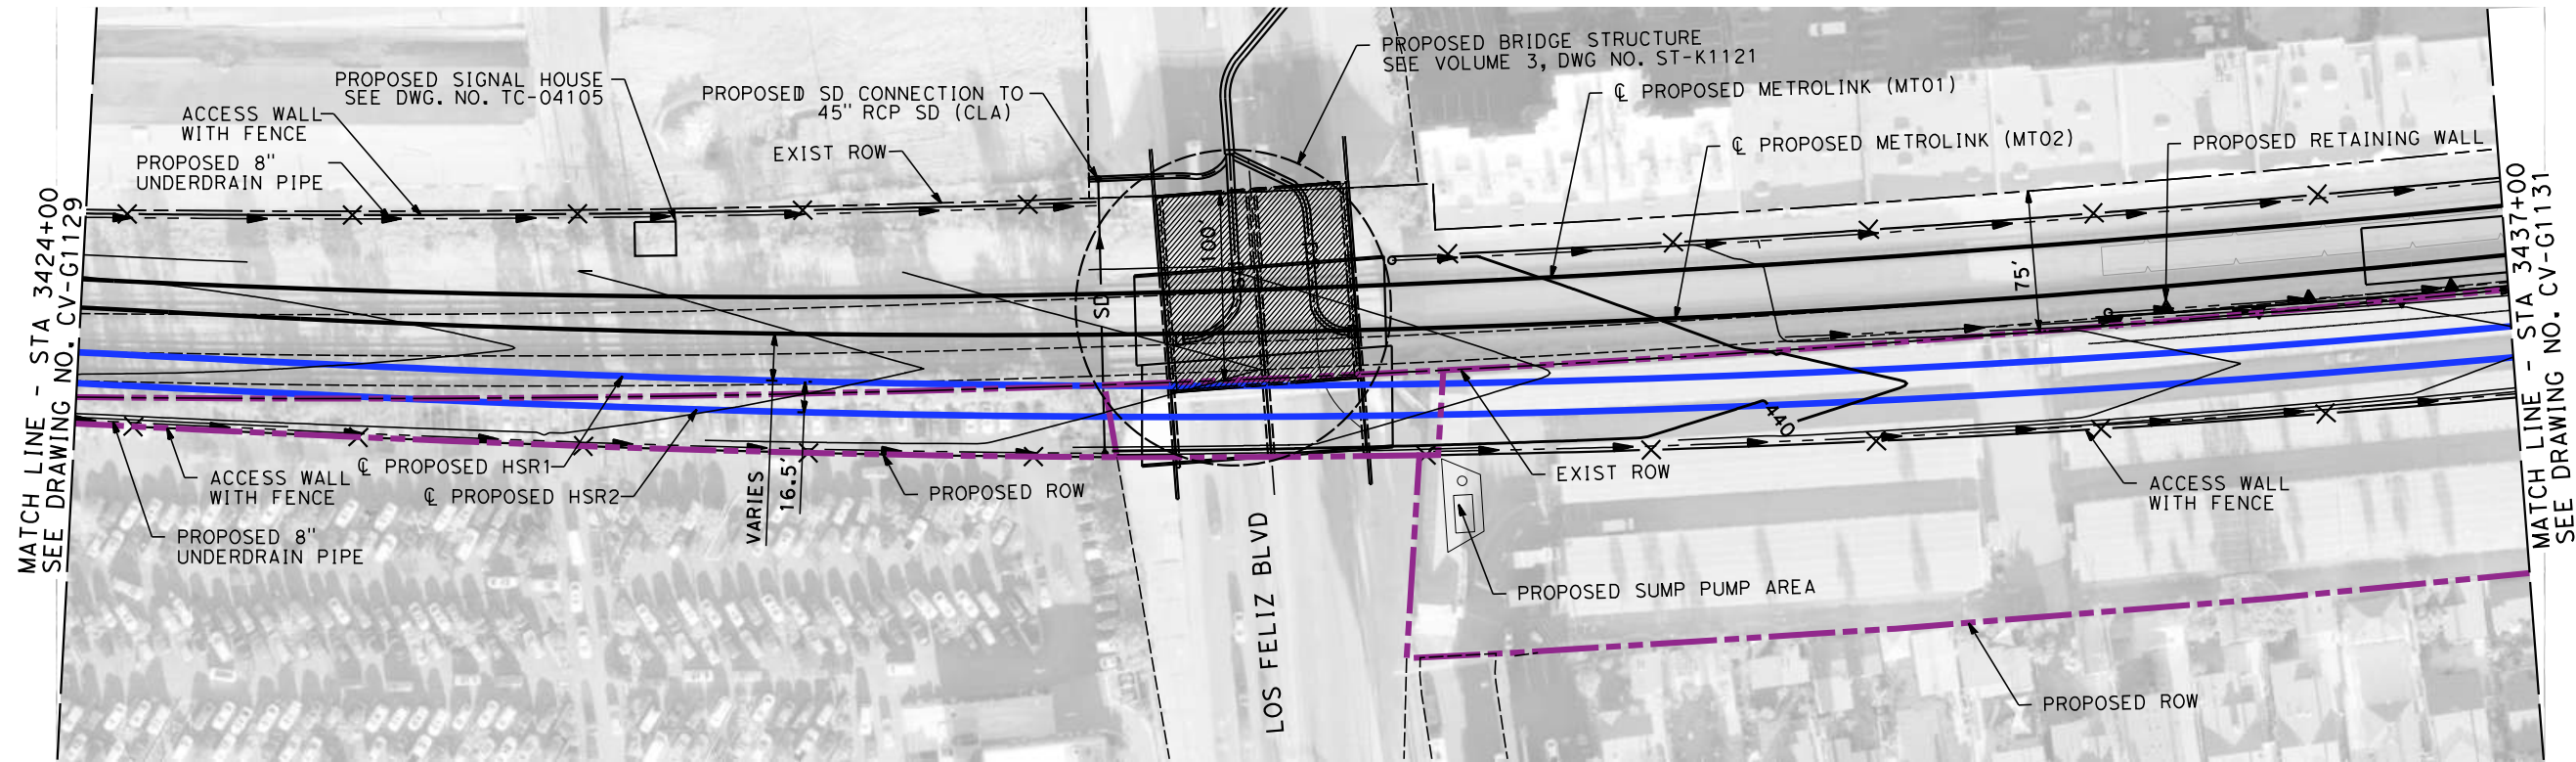 PROPOSED BRIDGE STRUCTURE
SEE VOLUME 3, DWG NO. ST-K1121
PROPOSED SIGNAL HOUSE
SEE DWG. NO. TC-04105
PROPOSED SD CONNECTION TO
45" RCP SD (CLA)
℄ PROPOSED METROLINK (MT01)
ACCESS WALL
WITH FENCE
℄ PROPOSED METROLINK (MT02)
PROPOSED RETAINING WALL
EXIST ROW
PROPOSED 8"
UNDERDRAIN PIPE
MATCH LINE - STA 3424+00
SEE DRAWING NO. CV-G1129
100'
SD
75'
MATCH LINE - STA 3437+00
SEE DRAWING NO. CV-G1131
440
℄ PROPOSED HSR1
ACCESS WALL
WITH FENCE
℄ PROPOSED HSR2
VARIES
16.5'
PROPOSED ROW
EXIST ROW
ACCESS WALL
WITH FENCE
PROPOSED 8"
UNDERDRAIN PIPE
LOS FELIZ BLVD
PROPOSED SUMP PUMP AREA
PROPOSED ROW